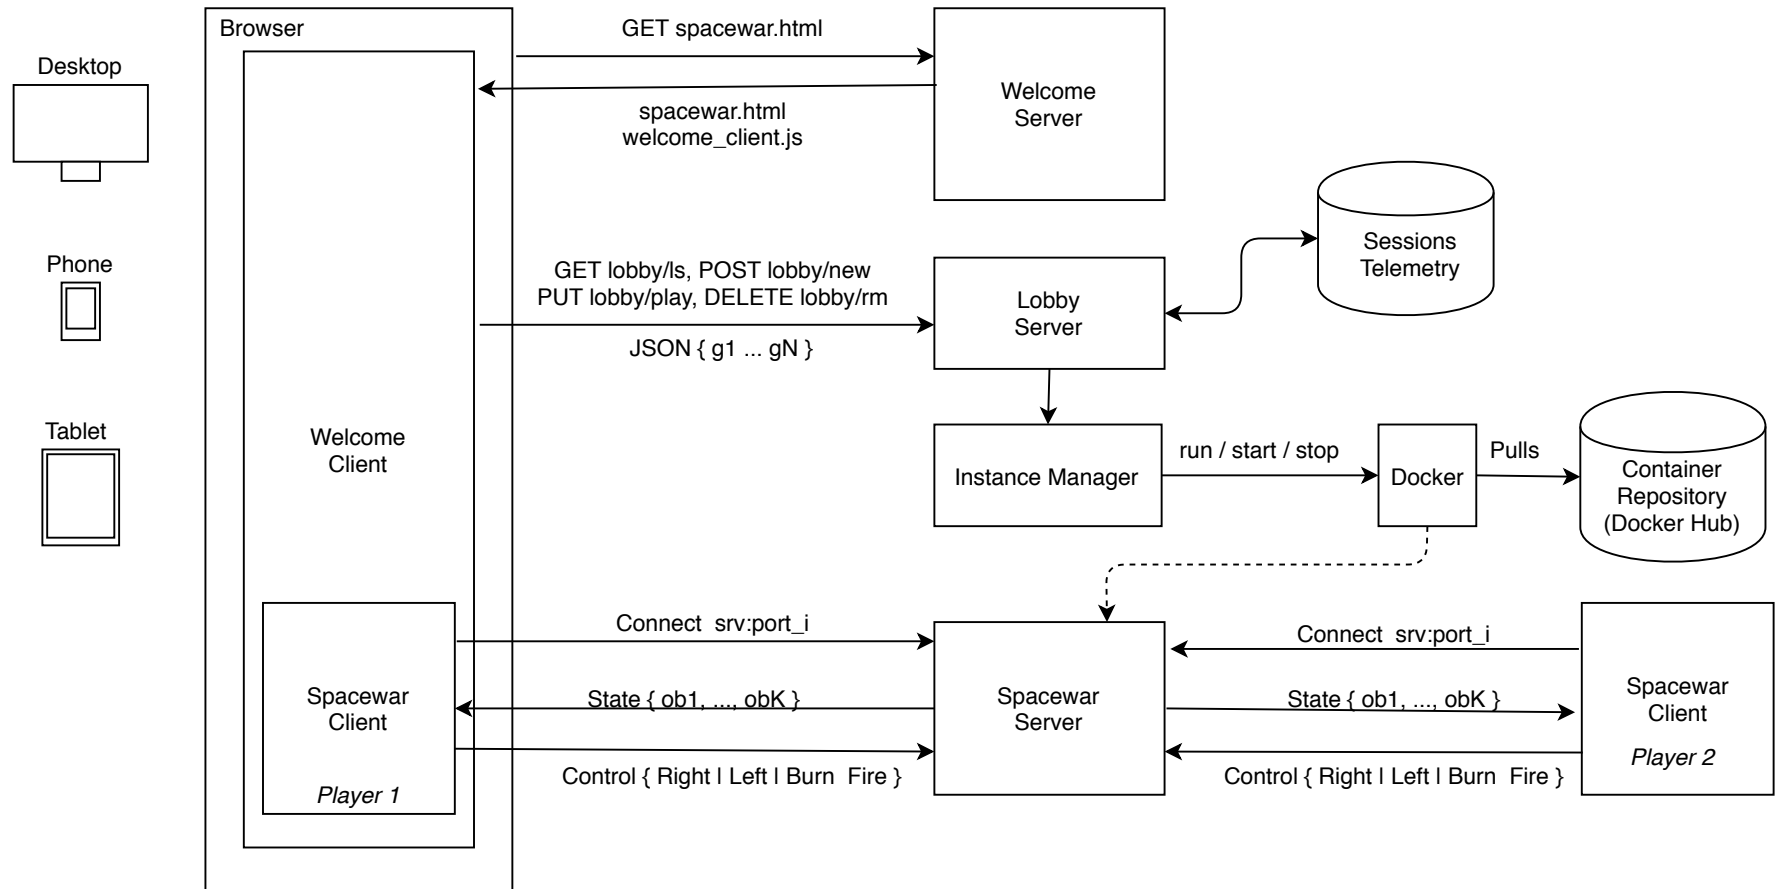 Browser
GET spacewar.html
Desktop
Welcome
Server
spacewar.html
welcome_client.js
Sessions
Telemetry
Phone
GET lobby/ls, POST lobby/new
PUT lobby/play, DELETE lobby/rm
Lobby
Server
JSON { g1 ... gN }
Tablet
Welcome
Client
Instance Manager
run / start / stop
Docker
Pulls
Container
Repository
(Docker Hub)
Connect  srv:port_i
Connect  srv:port_i
Spacewar
Client
State { ob1, ..., obK }
Spacewar
Server
State { ob1, ..., obK }
Spacewar
Client
Player 1
Control { Right | Left | Burn  Fire }
Control { Right | Left | Burn  Fire }
Player 2